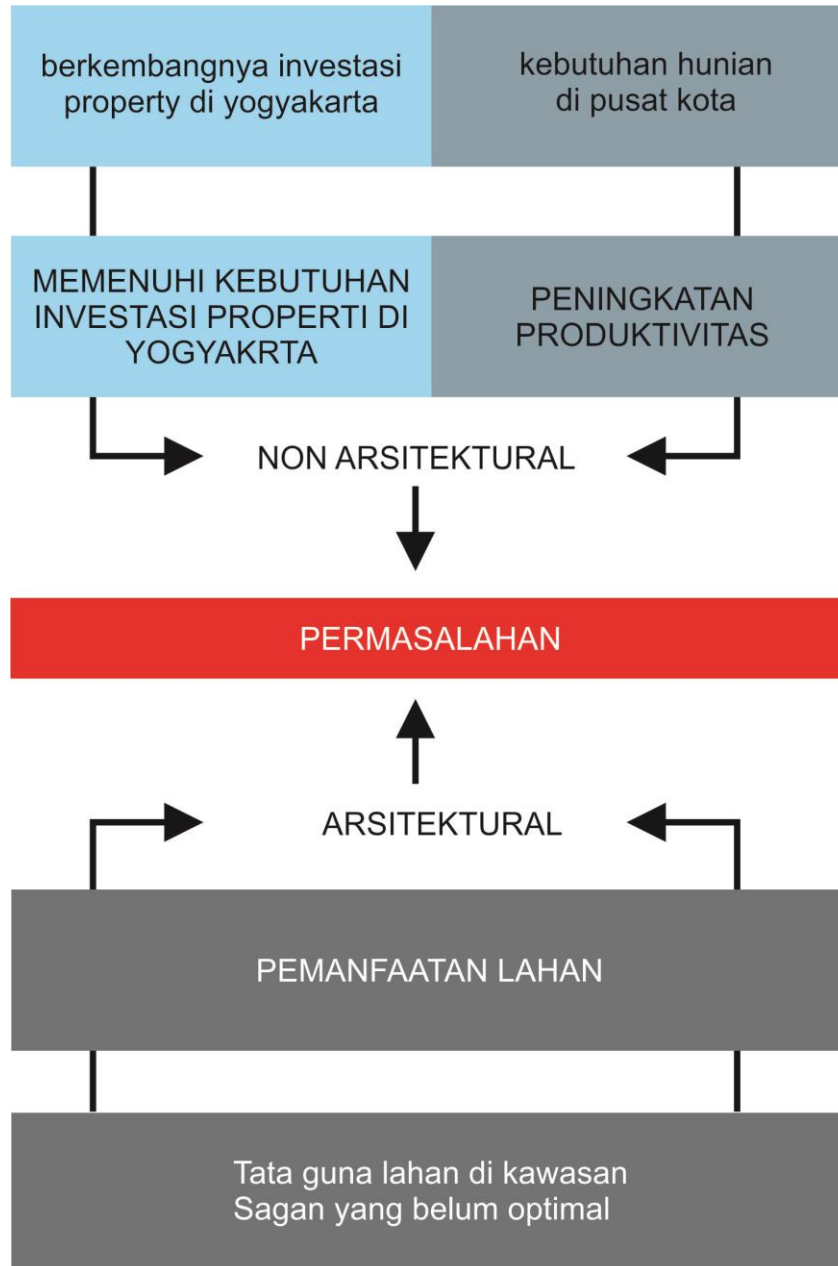 berkembangnya investasi
property di yogyakarta
kebutuhan hunian
di pusat kota
MEMENUHI KEBUTUHAN
INVESTASI PROPERTI DI
YOGYAKRTA
PENINGKATAN
PRODUKTIVITAS
NON ARSITEKTURAL
PERMASALAHAN
ARSITEKTURAL
PEMANFAATAN LAHAN
Tata guna lahan di kawasan
Sagan yang belum optimal